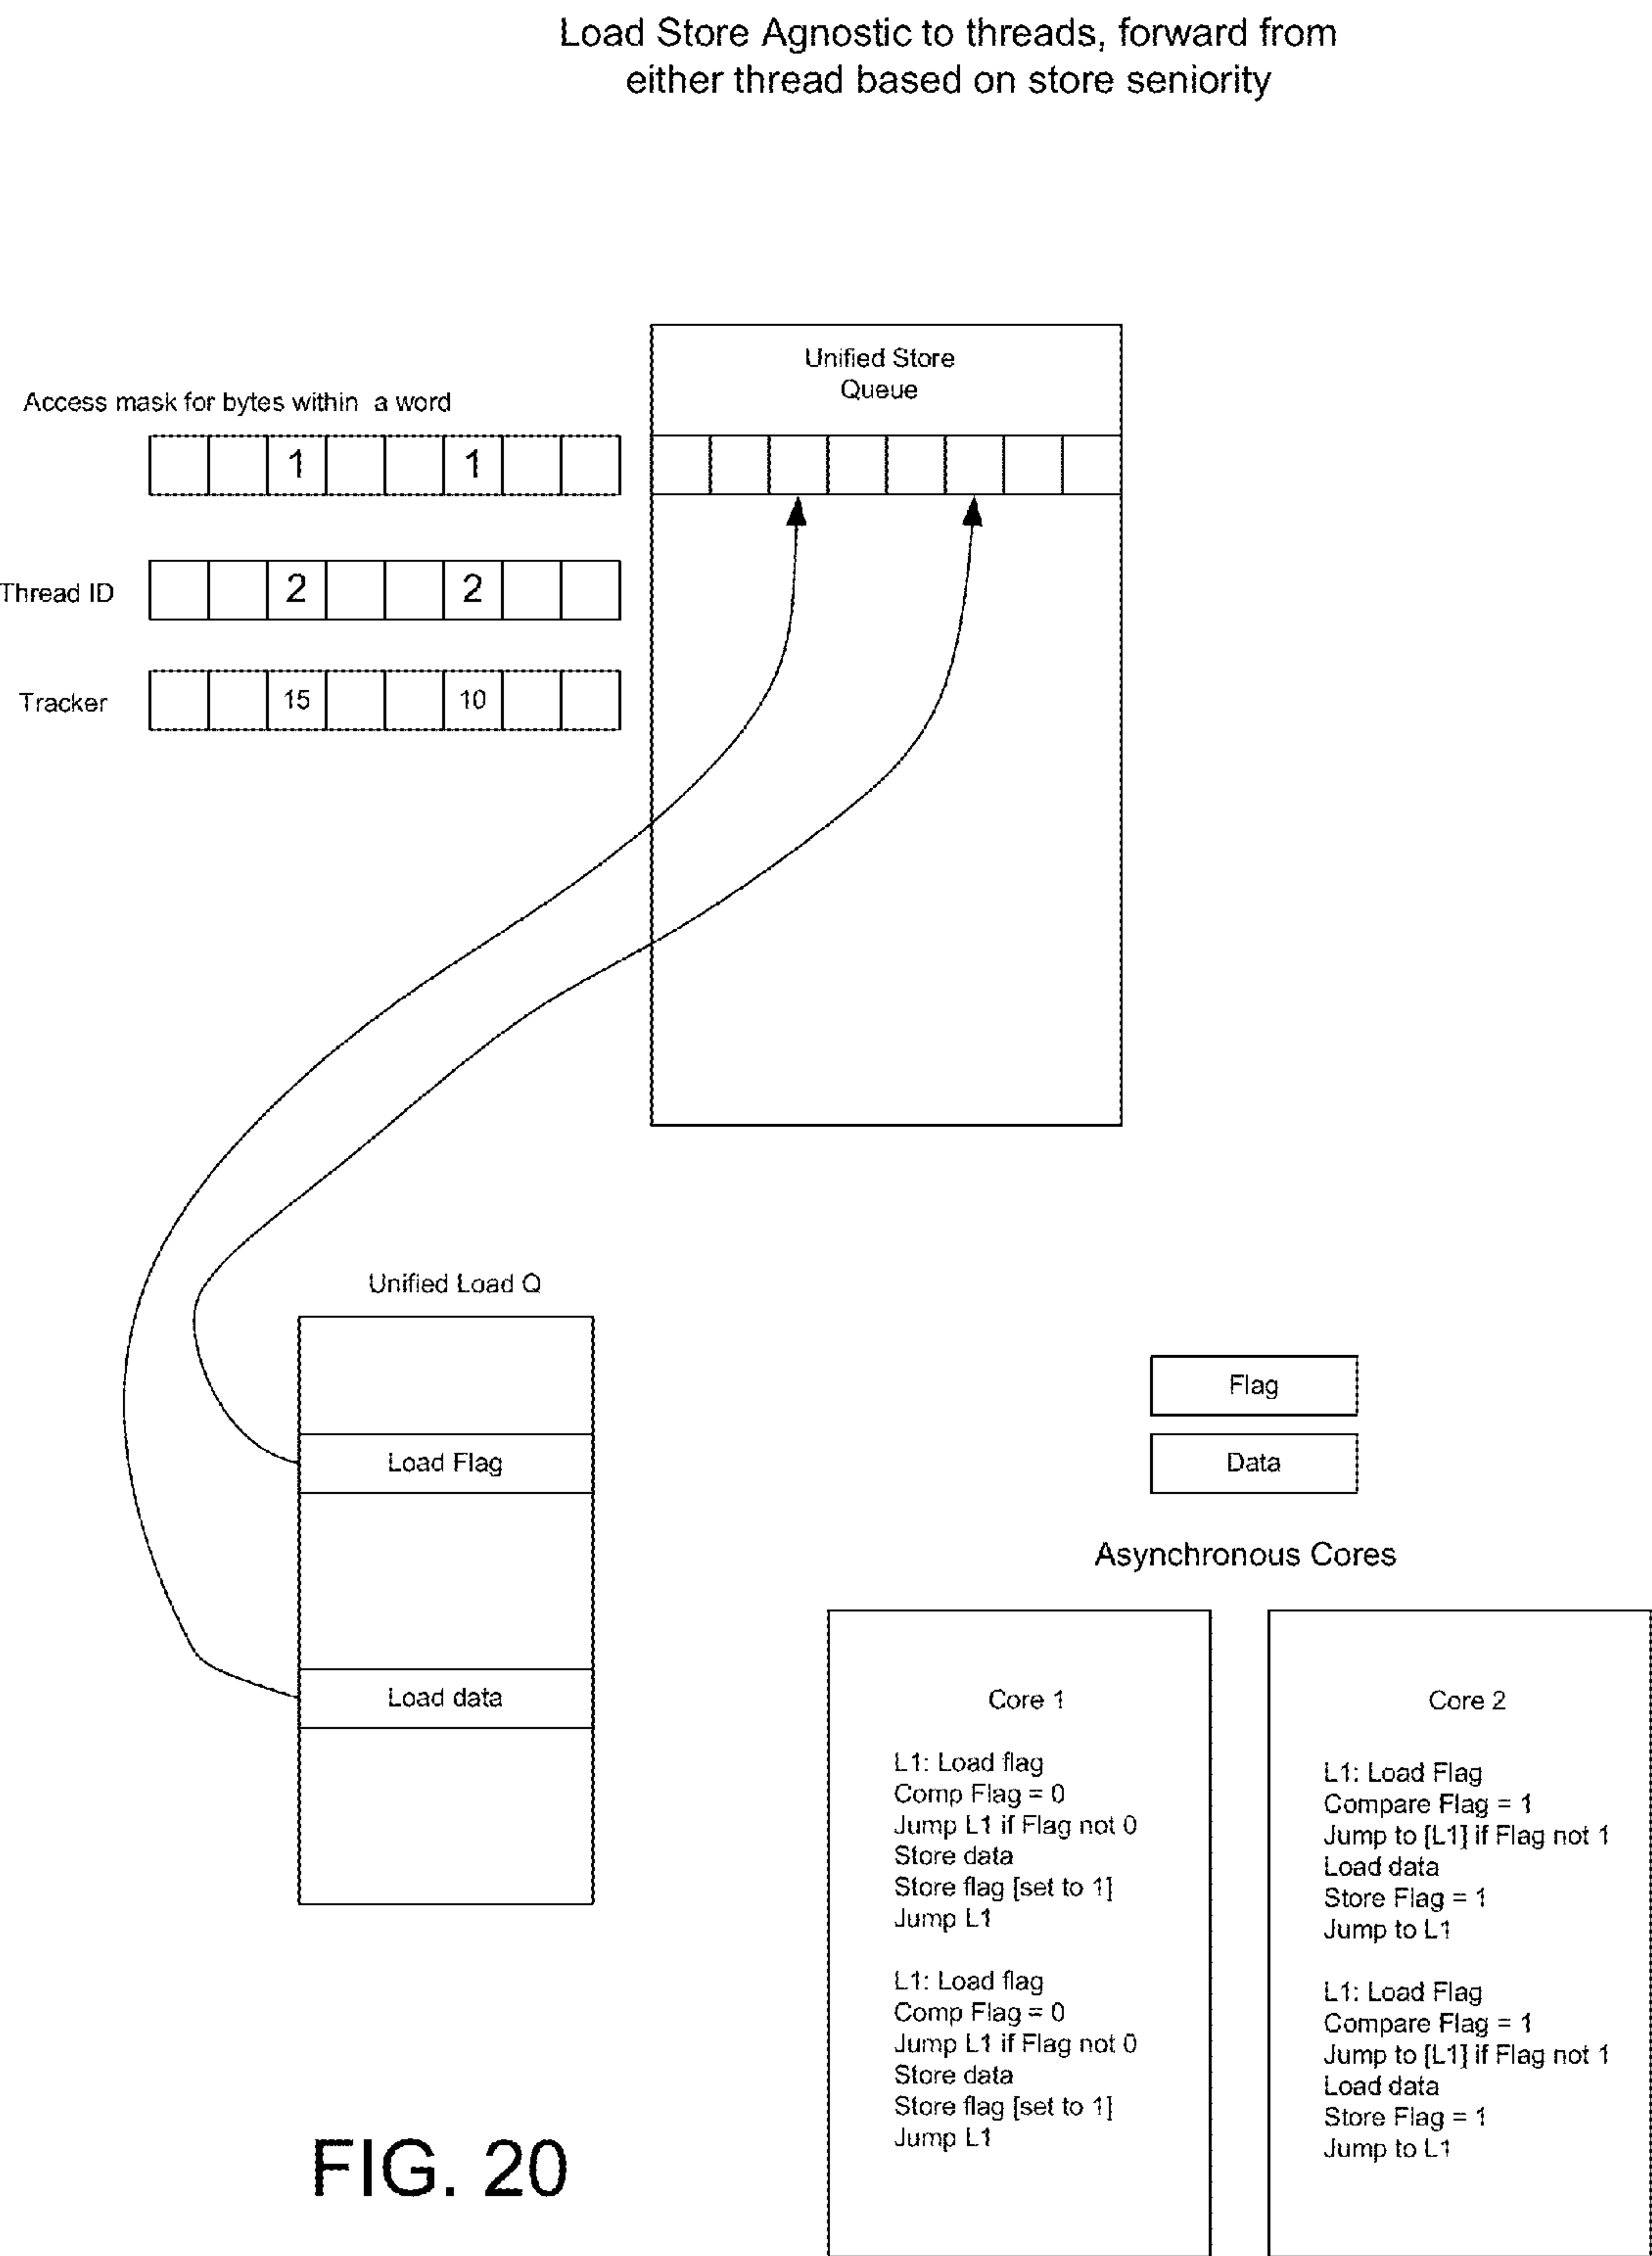 Load Store Agnostic to threads, forward from
either thread based on store seniority
Unified Store
Queue
Access mask for bytes within a word
1 1
Thread ID
2 2
Tracker
15 10
Unified Load Q
Load Flag
Load data
Flag
Data
Asynchronous Cores
Core 1
L1: Load flag
Comp Flag = 0
Jump L1 if Flag not 0
Store data
Store flag [set to 1]
Jump L1
L1: Load flag
Comp Flag = 0
Jump L1 if Flag not 0
Store data
Store flag [set to 1]
Jump L1
Core 2
L1: Load Flag
Compare Flag = 1
Jump to [L1] if Flag not 1
Load data
Store Flag = 1
Jump to L1
L1: Load Flag
Compare Flag = 1
Jump to [L1] if Flag not 1
Load data
Store Flag = 1
Jump to L1
FIG. 20